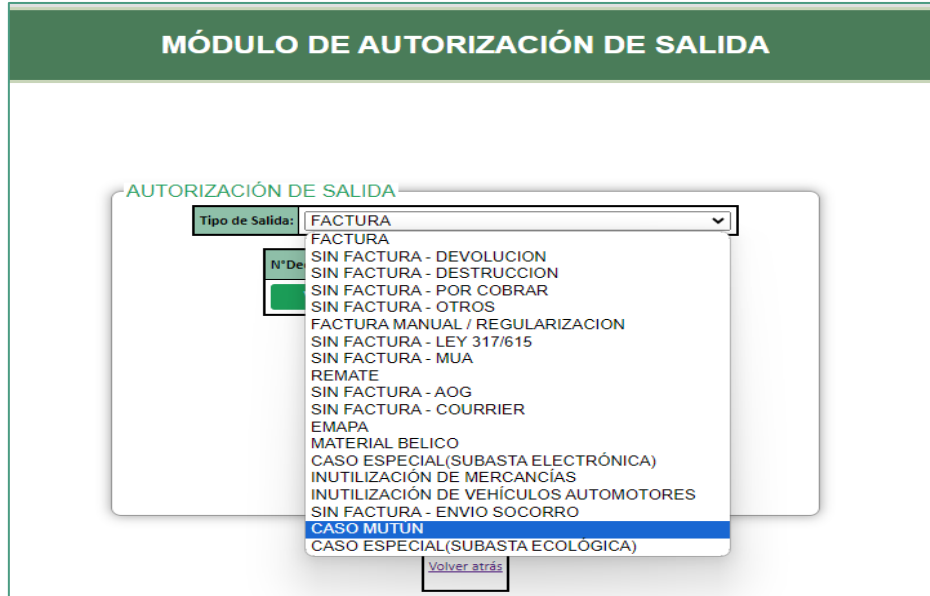 MÓDULO DE AUTORIZACIÓN DE SALIDA
AUTORIZACIÓN DE SALIDA
Tipo de Salida: FACTURA
FACTURA
SIN FACTURA - DEVOLUCION
SIN FACTURA - DESTRUCCION
SIN FACTURA - POR COBRAR
SIN FACTURA - OTROS
FACTURA MANUAL / REGULARIZACION
SIN FACTURA - LEY 317/615
SIN FACTURA - MUA
REMATE
SIN FACTURA - AOG
SIN FACTURA - COURRIER
EMAPA
MATERIAL BELICO
CASO ESPECIAL(SUBASTA ELECTRÓNICA)
INUTILIZACIÓN DE MERCANCÍAS
INUTILIZACIÓN DE VEHÍCULOS AUTOMOTORES
SIN FACTURA - ENVIO SOCORRO
CASO MUTÚN
CASO ESPECIAL(SUBASTA ECOLÓGICA)
Volver atrás